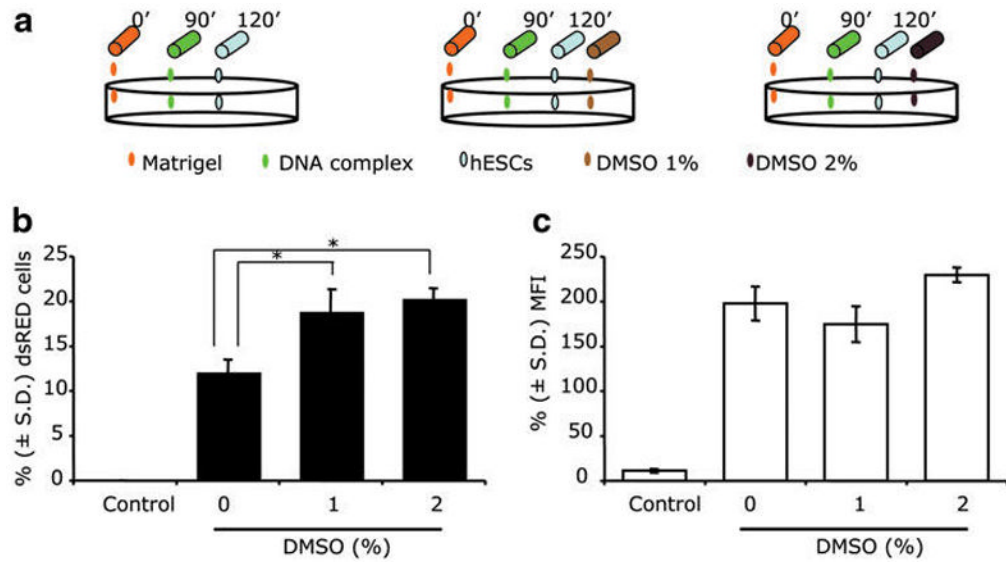 a
0′ 90′ 120′ 0′ 90′ 120′ 0′ 90′ 120′
Matrigel DNA complex hESCs DMSO 1% DMSO 2%
b
% (± S.D.) dsRED cells
25
20
15
10
5
0
* *
Control 0 1 2
DMSO (%)
c
% (± S.D.) MFI
250
200
150
100
50
0
Control 0 1 2
DMSO (%)